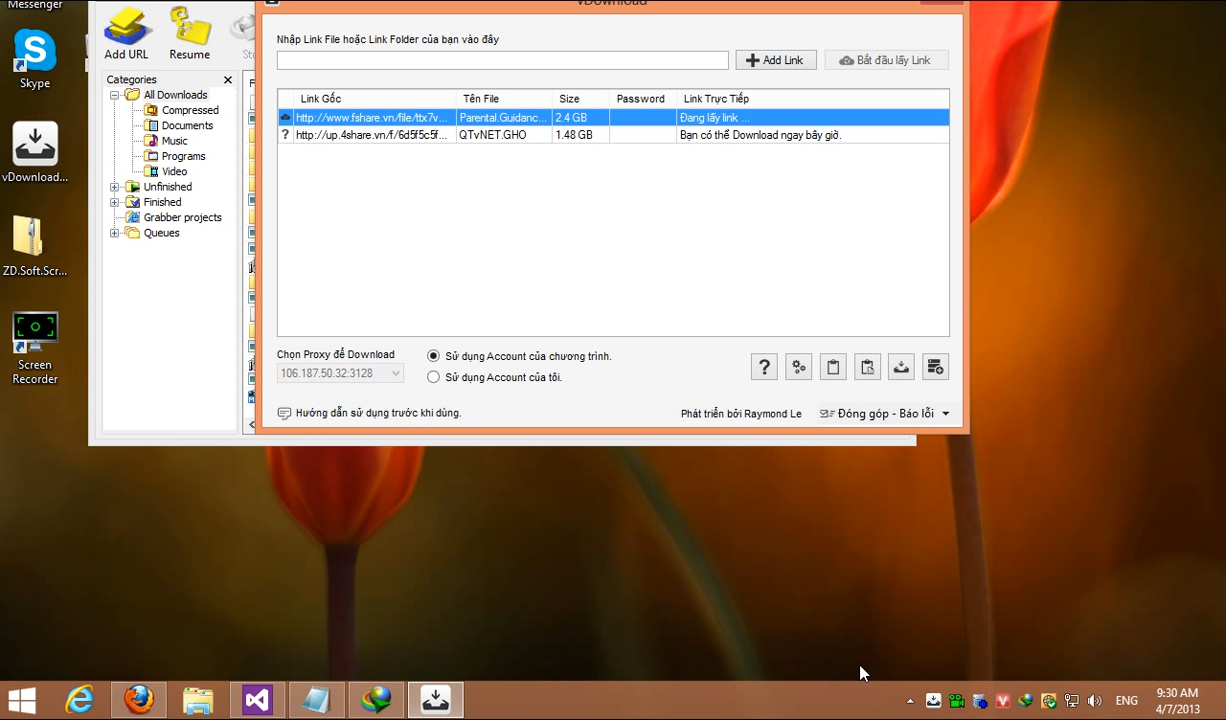 Messenger
Skype
vDownload...
ZD.Soft.Scr...
Screen
Recorder
Add URL
Resume
Categories
All Downloads
Compressed
Documents
Music
Programs
Video
Unfinished
Finished
Grabber projects
Queues
vDownload
Nhập Link File hoặc Link Folder của bạn vào đây
Add Link
Bắt đầu lấy Link
Link Gốc Tên File Size Password Link Trực Tiếp
http://www.fshare.vn/file/ttx7v... Parental.Guidanc... 2.4 GB Đang lấy link ...
? http://up.4share.vn/f/6d5f5c5f... QTvNET.GHO 1.48 GB Bạn có thể Download ngay bây giờ.
Chọn Proxy để Download
106.187.50.32:3128
Sử dụng Account của chương trình.
Sử dụng Account của tôi.
?
Hướng dẫn sử dụng trước khi dùng.
Phát triển bởi Raymond Le
Đóng góp - Báo lỗi
ENG
9:30 AM
4/7/2013